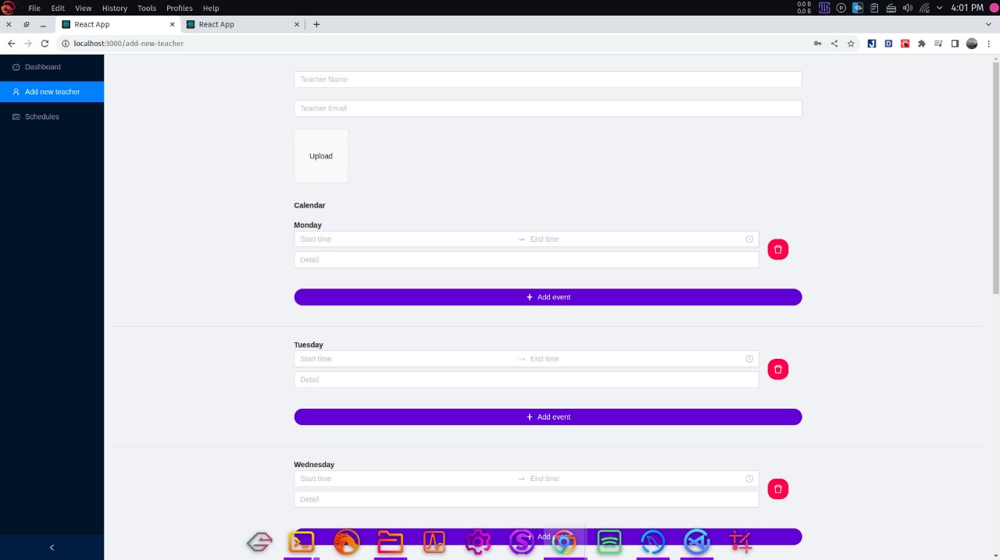 File Edit View History Tools Profiles Help
0.0 B
0.0 B
4:01 PM
React App
React App
localhost:3000/add-new-teacher
Dashboard
Add new teacher
Schedules
Teacher Name
Teacher Email
Upload
Calendar
Monday
Start time End time
Detail
+ Add event
Tuesday
Start time End time
Detail
+ Add event
Wednesday
Start time End time
Detail
+ Add event